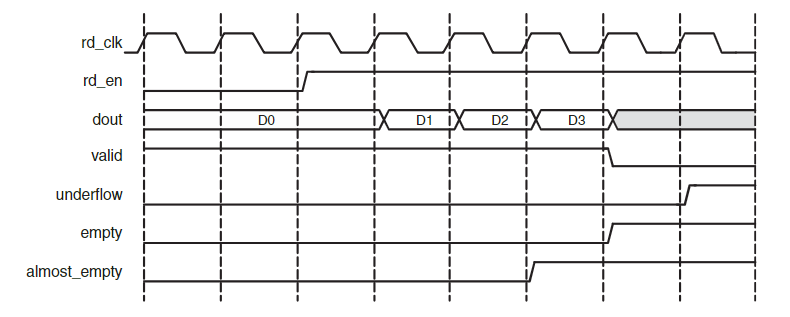 rd_clk
rd_en
dout D0 D1 D2 D3
valid
underflow
empty
almost_empty